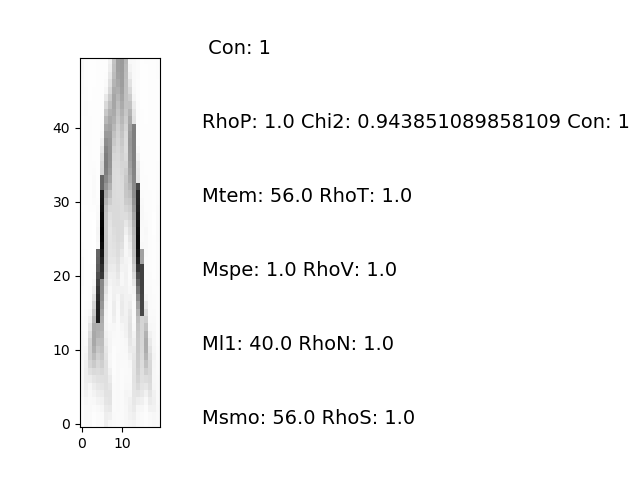 Con: 1
RhoP: 1.0 Chi2: 0.943851089858109 Con: 1
40
Mtem: 56.0 RhoT: 1.0
30
Mspe: 1.0 RhoV: 1.0
20
Ml1: 40.0 RhoN: 1.0
10
Msmo: 56.0 RhoS: 1.0
0
0 10